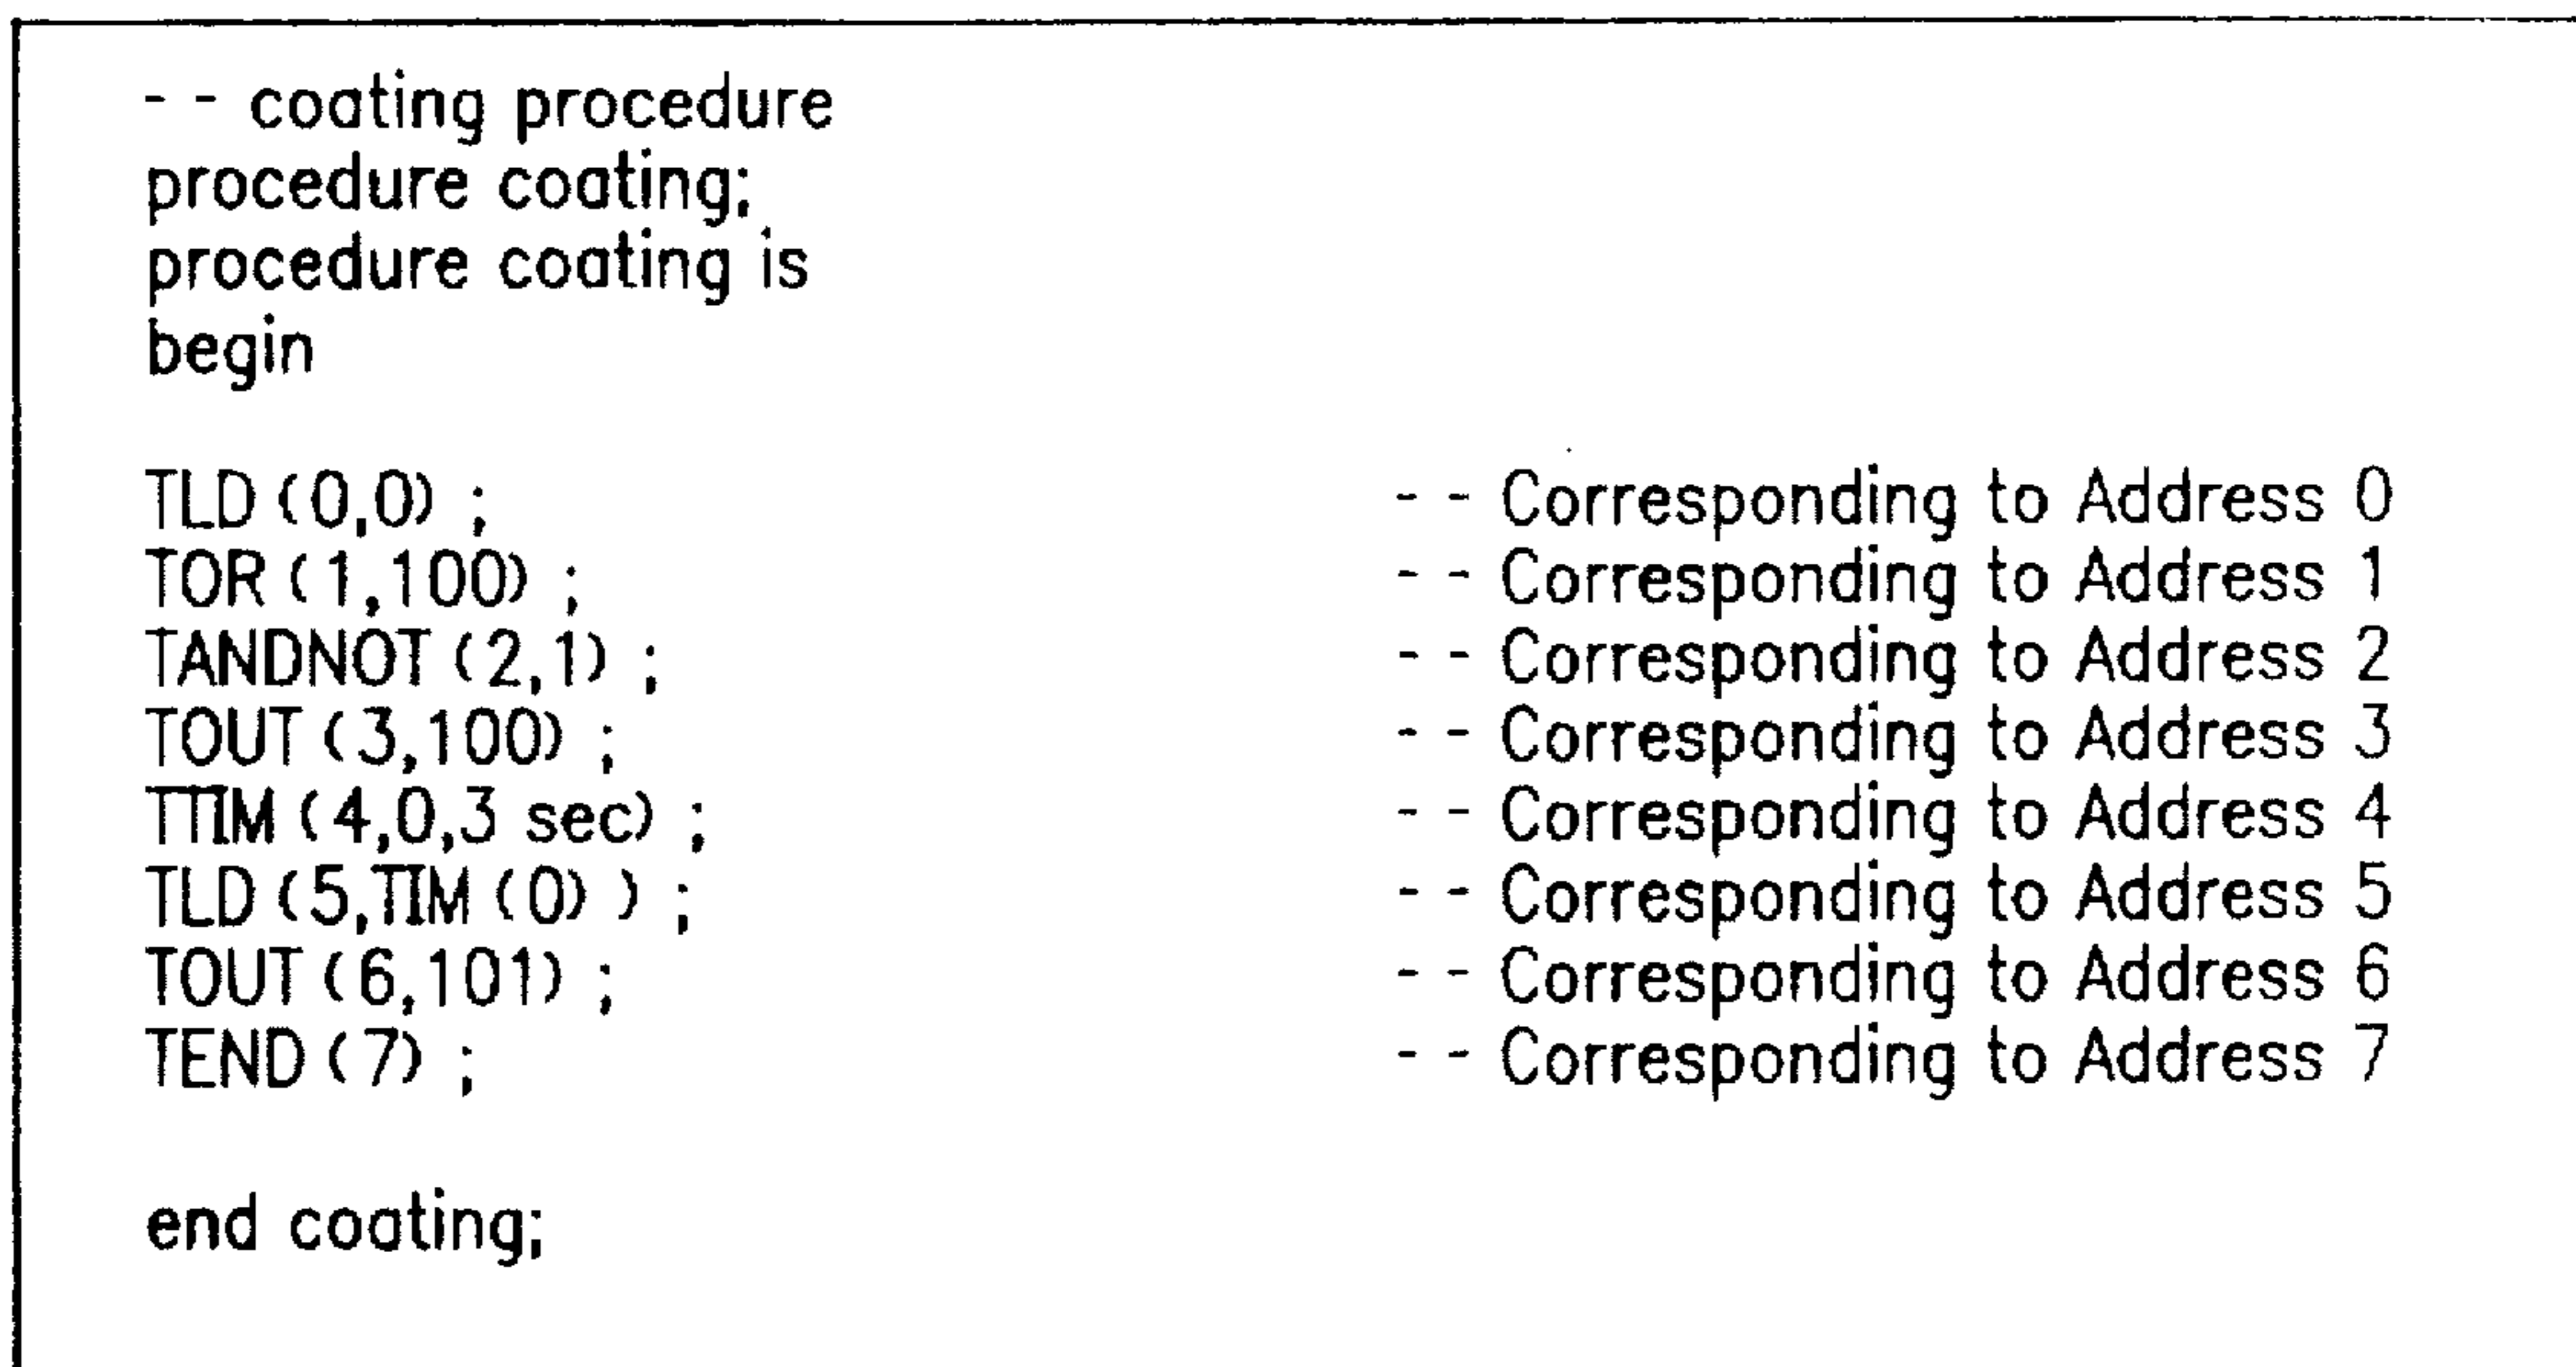 - - coating procedure
procedure coating;
procedure coating is
begin
TLD (0,0) ; - - Corresponding to Address 0
TOR (1,100) ; - - Corresponding to Address 1
TANDNOT (2,1) ; - - Corresponding to Address 2
TOUT (3,100) ; - - Corresponding to Address 3
TTIM (4,0,3 sec) ; - - Corresponding to Address 4
TLD (5,TIM (0) ) ; - - Corresponding to Address 5
TOUT (6,101) ; - - Corresponding to Address 6
TEND (7) ; - - Corresponding to Address 7
end coating;